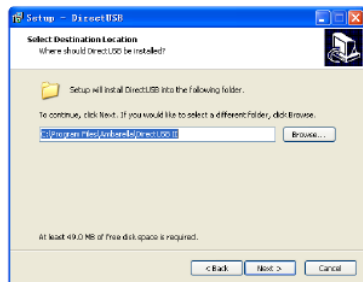 Setup - DirectUSB
Select Destination Location
Where should DirectUSB be installed?
Setup will install DirectUSB into the following folder.
To continue, click Next. If you would like to select a different folder, click Browse.
C:\Program Files\Ambarella\DirectUSB II
Browse...
At least 49.0 MB of free disk space is required.
< Back
Next >
Cancel